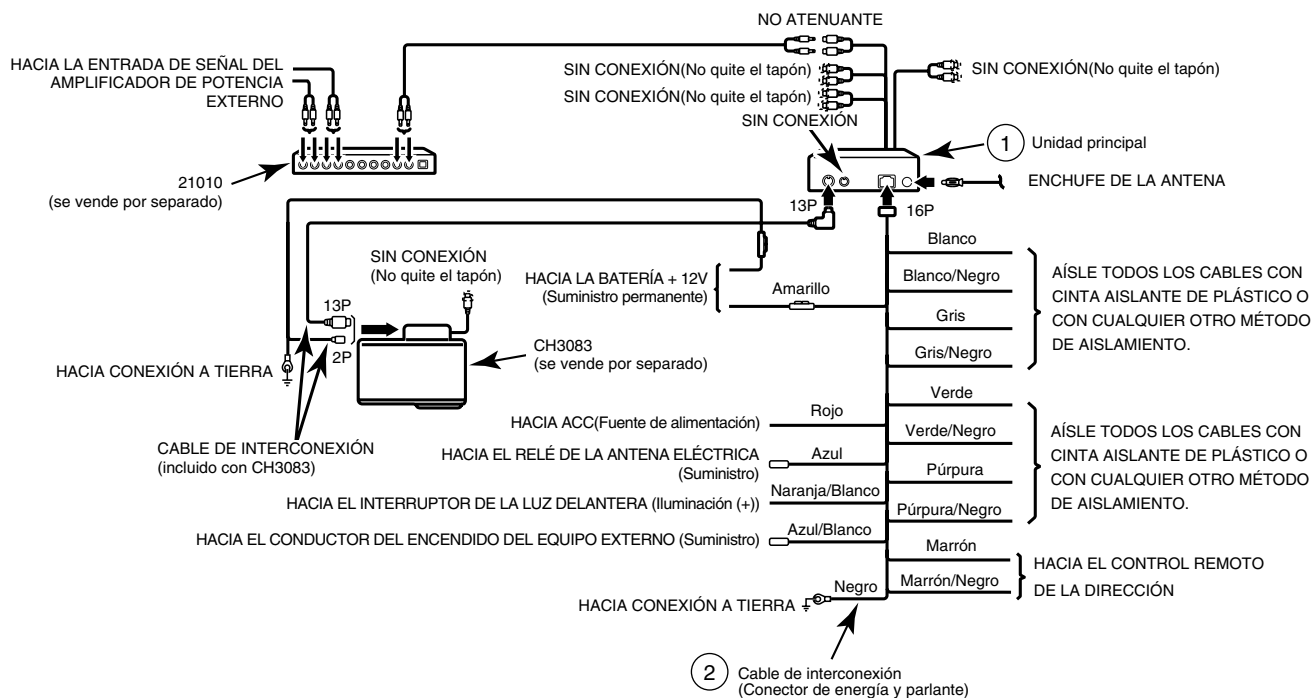 NO ATENUANTE
HACIA LA ENTRADA DE SEÑAL DEL
AMPLIFICADOR DE POTENCIA
EXTERNO
SIN CONEXIÓN(No quite el tapón)
SIN CONEXIÓN(No quite el tapón)
SIN CONEXIÓN(No quite el tapón)
SIN CONEXIÓN
1 Unidad principal
21010
(se vende por separado)
ENCHUFE DE LA ANTENA
13P
16P
SIN CONEXIÓN
(No quite el tapón)
HACIA LA BATERÍA + 12V
(Suministro permanente)
Amarillo
13P
2P
HACIA CONEXIÓN A TIERRA
CH3083
(se vende por separado)
CABLE DE INTERCONEXIÓN
(incluido con CH3083)
Blanco
Blanco/Negro
Gris
Gris/Negro
AÍSLE TODOS LOS CABLES CON
CINTA AISLANTE DE PLÁSTICO O
CON CUALQUIER OTRO MÉTODO
DE AISLAMIENTO.
HACIA ACC(Fuente de alimentación)
Rojo
HACIA EL RELÉ DE LA ANTENA ELÉCTRICA
(Suministro)
Azul
HACIA EL INTERRUPTOR DE LA LUZ DELANTERA (Iluminación (+))
Naranja/Blanco
HACIA EL CONDUCTOR DEL ENCENDIDO DEL EQUIPO EXTERNO (Suministro)
Azul/Blanco
Verde
Verde/Negro
Púrpura
Púrpura/Negro
AÍSLE TODOS LOS CABLES CON
CINTA AISLANTE DE PLÁSTICO O
CON CUALQUIER OTRO MÉTODO
DE AISLAMIENTO.
Marrón
Marrón/Negro
HACIA EL CONTROL REMOTO
DE LA DIRECCIÓN
Negro
HACIA CONEXIÓN A TIERRA
2 Cable de interconexión
(Conector de energía y parlante)